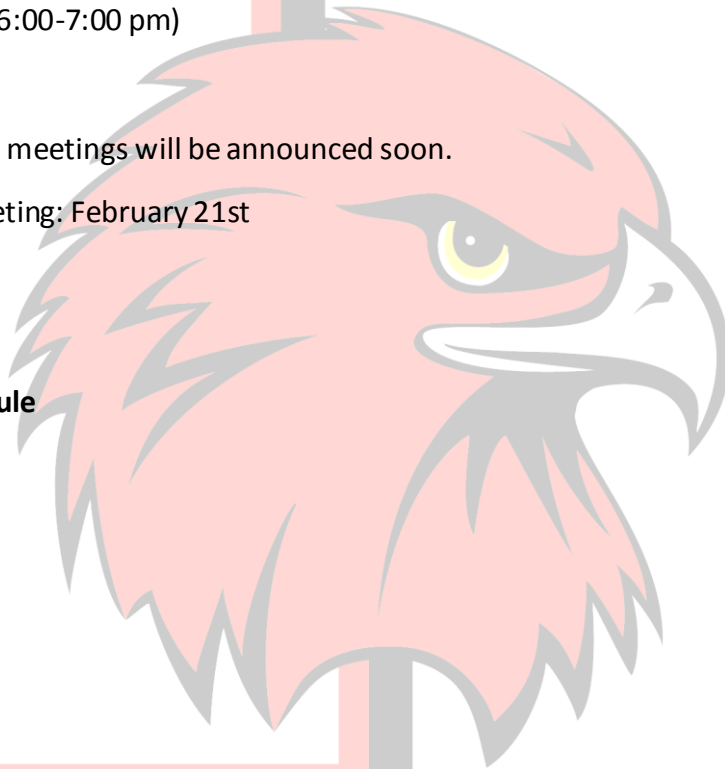 6:00-7:00 pm)
meetings will be announced soon.
eting: February 21st
ule